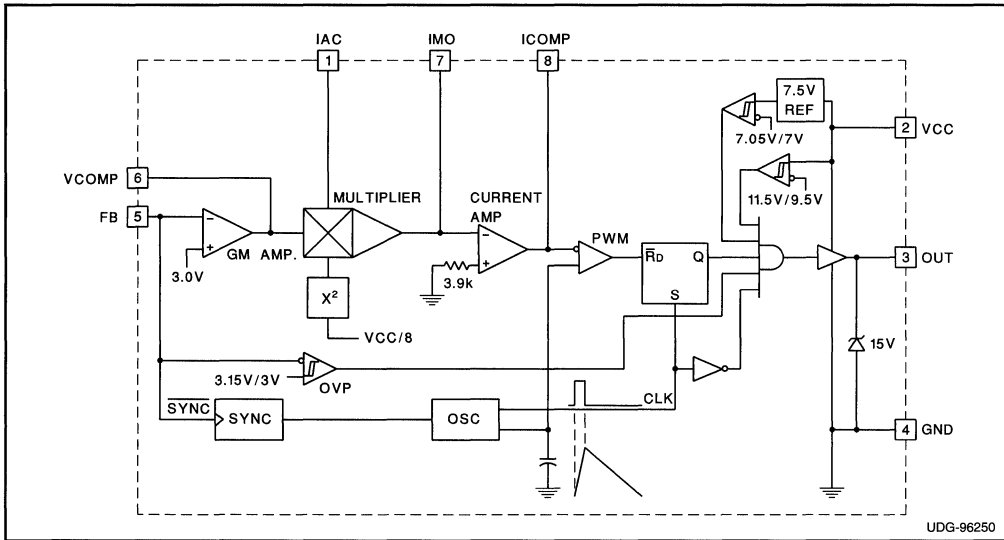 IAC
IMO
ICOMP
1
7
8
7.5V
REF
7.05V/7V
2 VCC
11.5V/9.5V
VCOMP 6
FB 5
MULTIPLIER
CURRENT
AMP
PWM
3.0V
GM AMP.
3.9k
R̅D Q
S
3 OUT
X²
VCC/8
15V
3.15V/3V
OVP
CLK
S̅Y̅N̅C̅
SYNC
OSC
4 GND
UDG-96250